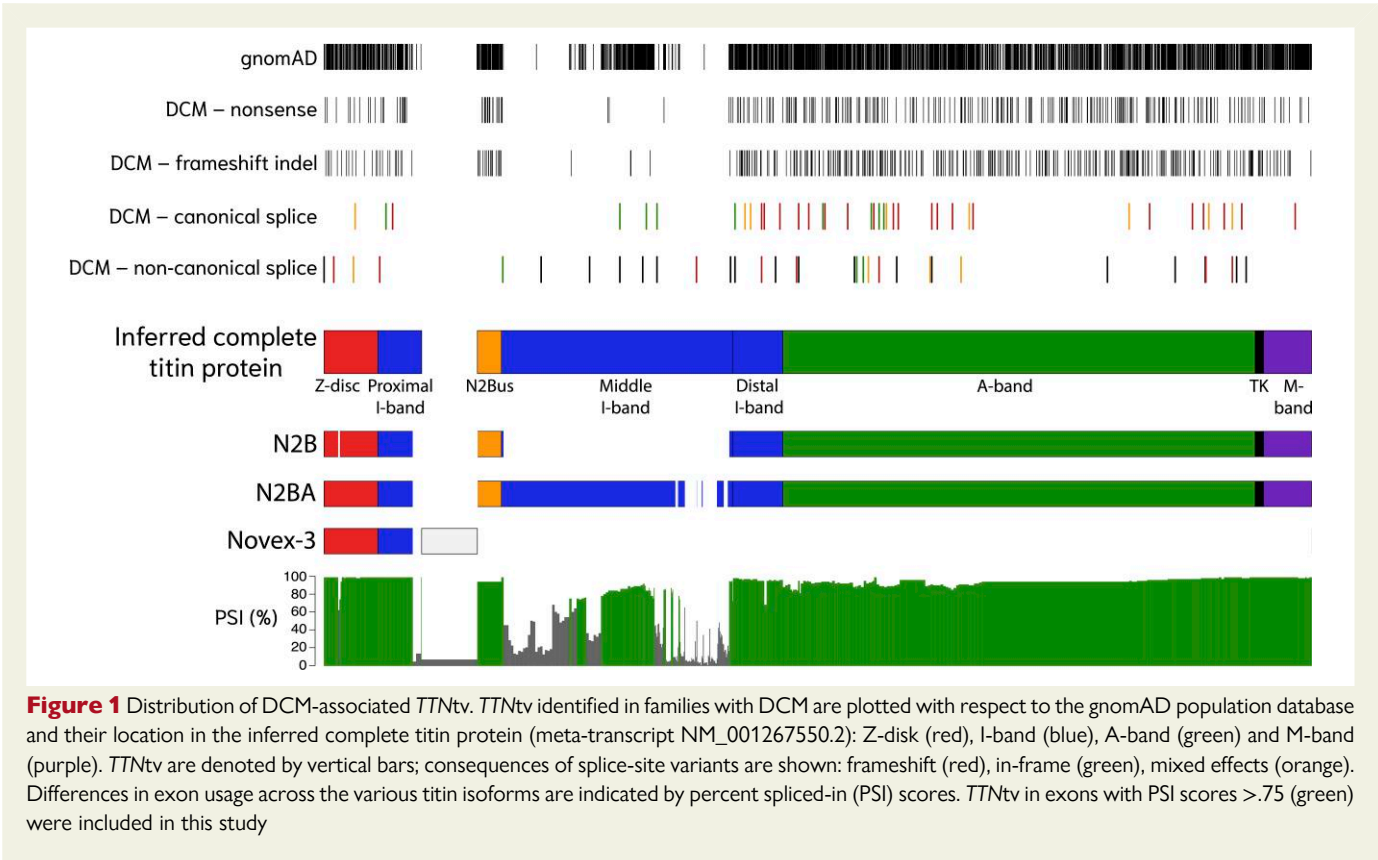 gnomAD
DCM – nonsense
DCM – frameshift indel
DCM – canonical splice
DCM – non-canonical splice
Inferred complete
titin protein
Z-disc Proximal N2Bus Middle Distal A-band TK M-
I-band I-band I-band band
N2B
N2BA
Novex-3
PSI (%)
100
80
60
40
20
0
Figure 1 Distribution of DCM-associated TTNtv. TTNtv identified in families with DCM are plotted with respect to the gnomAD population database
and their location in the inferred complete titin protein (meta-transcript NM_001267550.2): Z-disk (red), I-band (blue), A-band (green) and M-band
(purple). TTNtv are denoted by vertical bars; consequences of splice-site variants are shown: frameshift (red), in-frame (green), mixed effects (orange).
Differences in exon usage across the various titin isoforms are indicated by percent spliced-in (PSI) scores. TTNtv in exons with PSI scores >.75 (green)
were included in this study